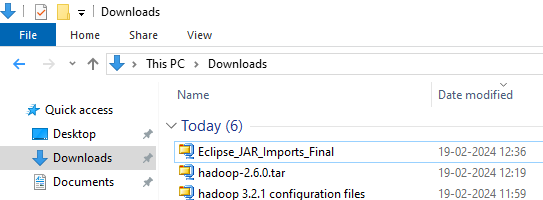 Downloads
File Home Share View
This PC Downloads
Name Date modified
Quick access
Desktop
Downloads
Documents
Today (6)
Eclipse_JAR_Imports_Final 19-02-2024 12:36
hadoop-2.6.0.tar 19-02-2024 12:19
hadoop 3.2.1 configuration files 19-02-2024 11:59